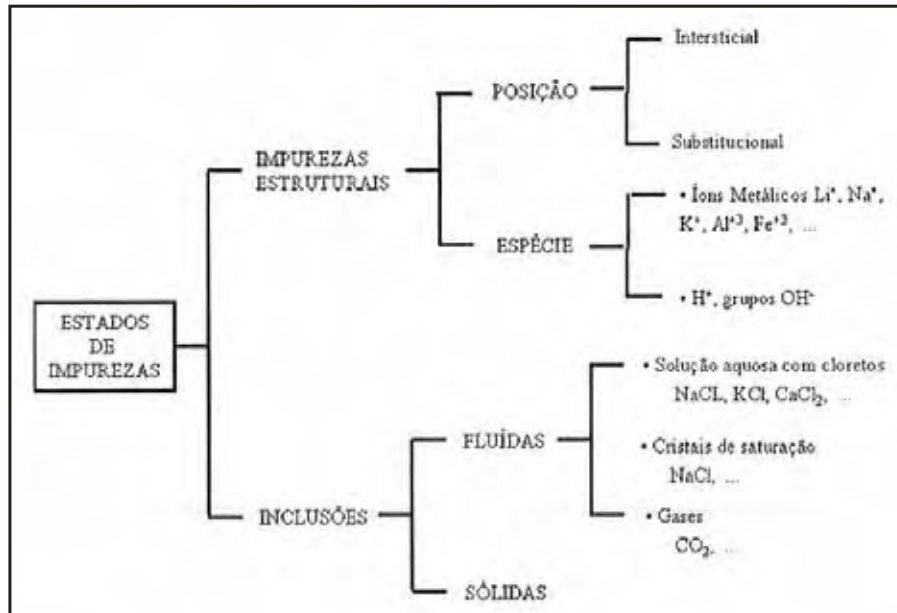 Intersticial
POSIÇÃO
Substitucional
IMPUREZAS
ESTRUTURAIS
• Íons Metálicos Li⁺, Na⁺,
K⁺, Al⁺³, Fe⁺³, ...
ESPÉCIE
• H⁺, grupos OH⁻
ESTADOS
DE
IMPUREZAS
• Solução aquosa com cloretos
NaCL, KCl, CaCl₂, ...
FLUÍDAS
• Cristais de saturação
NaCl, ...
INCLUSÕES
• Gases
CO₂, ...
SÓLIDAS